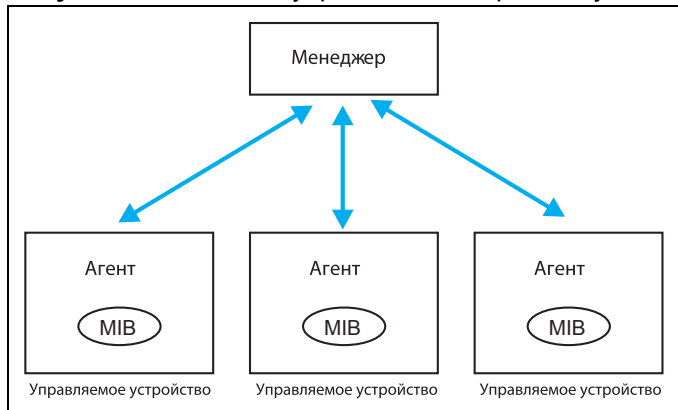 Менеджер
Агент Агент Агент
MIB MIB MIB
Управляемое устройство Управляемое устройство Управляемое устройство